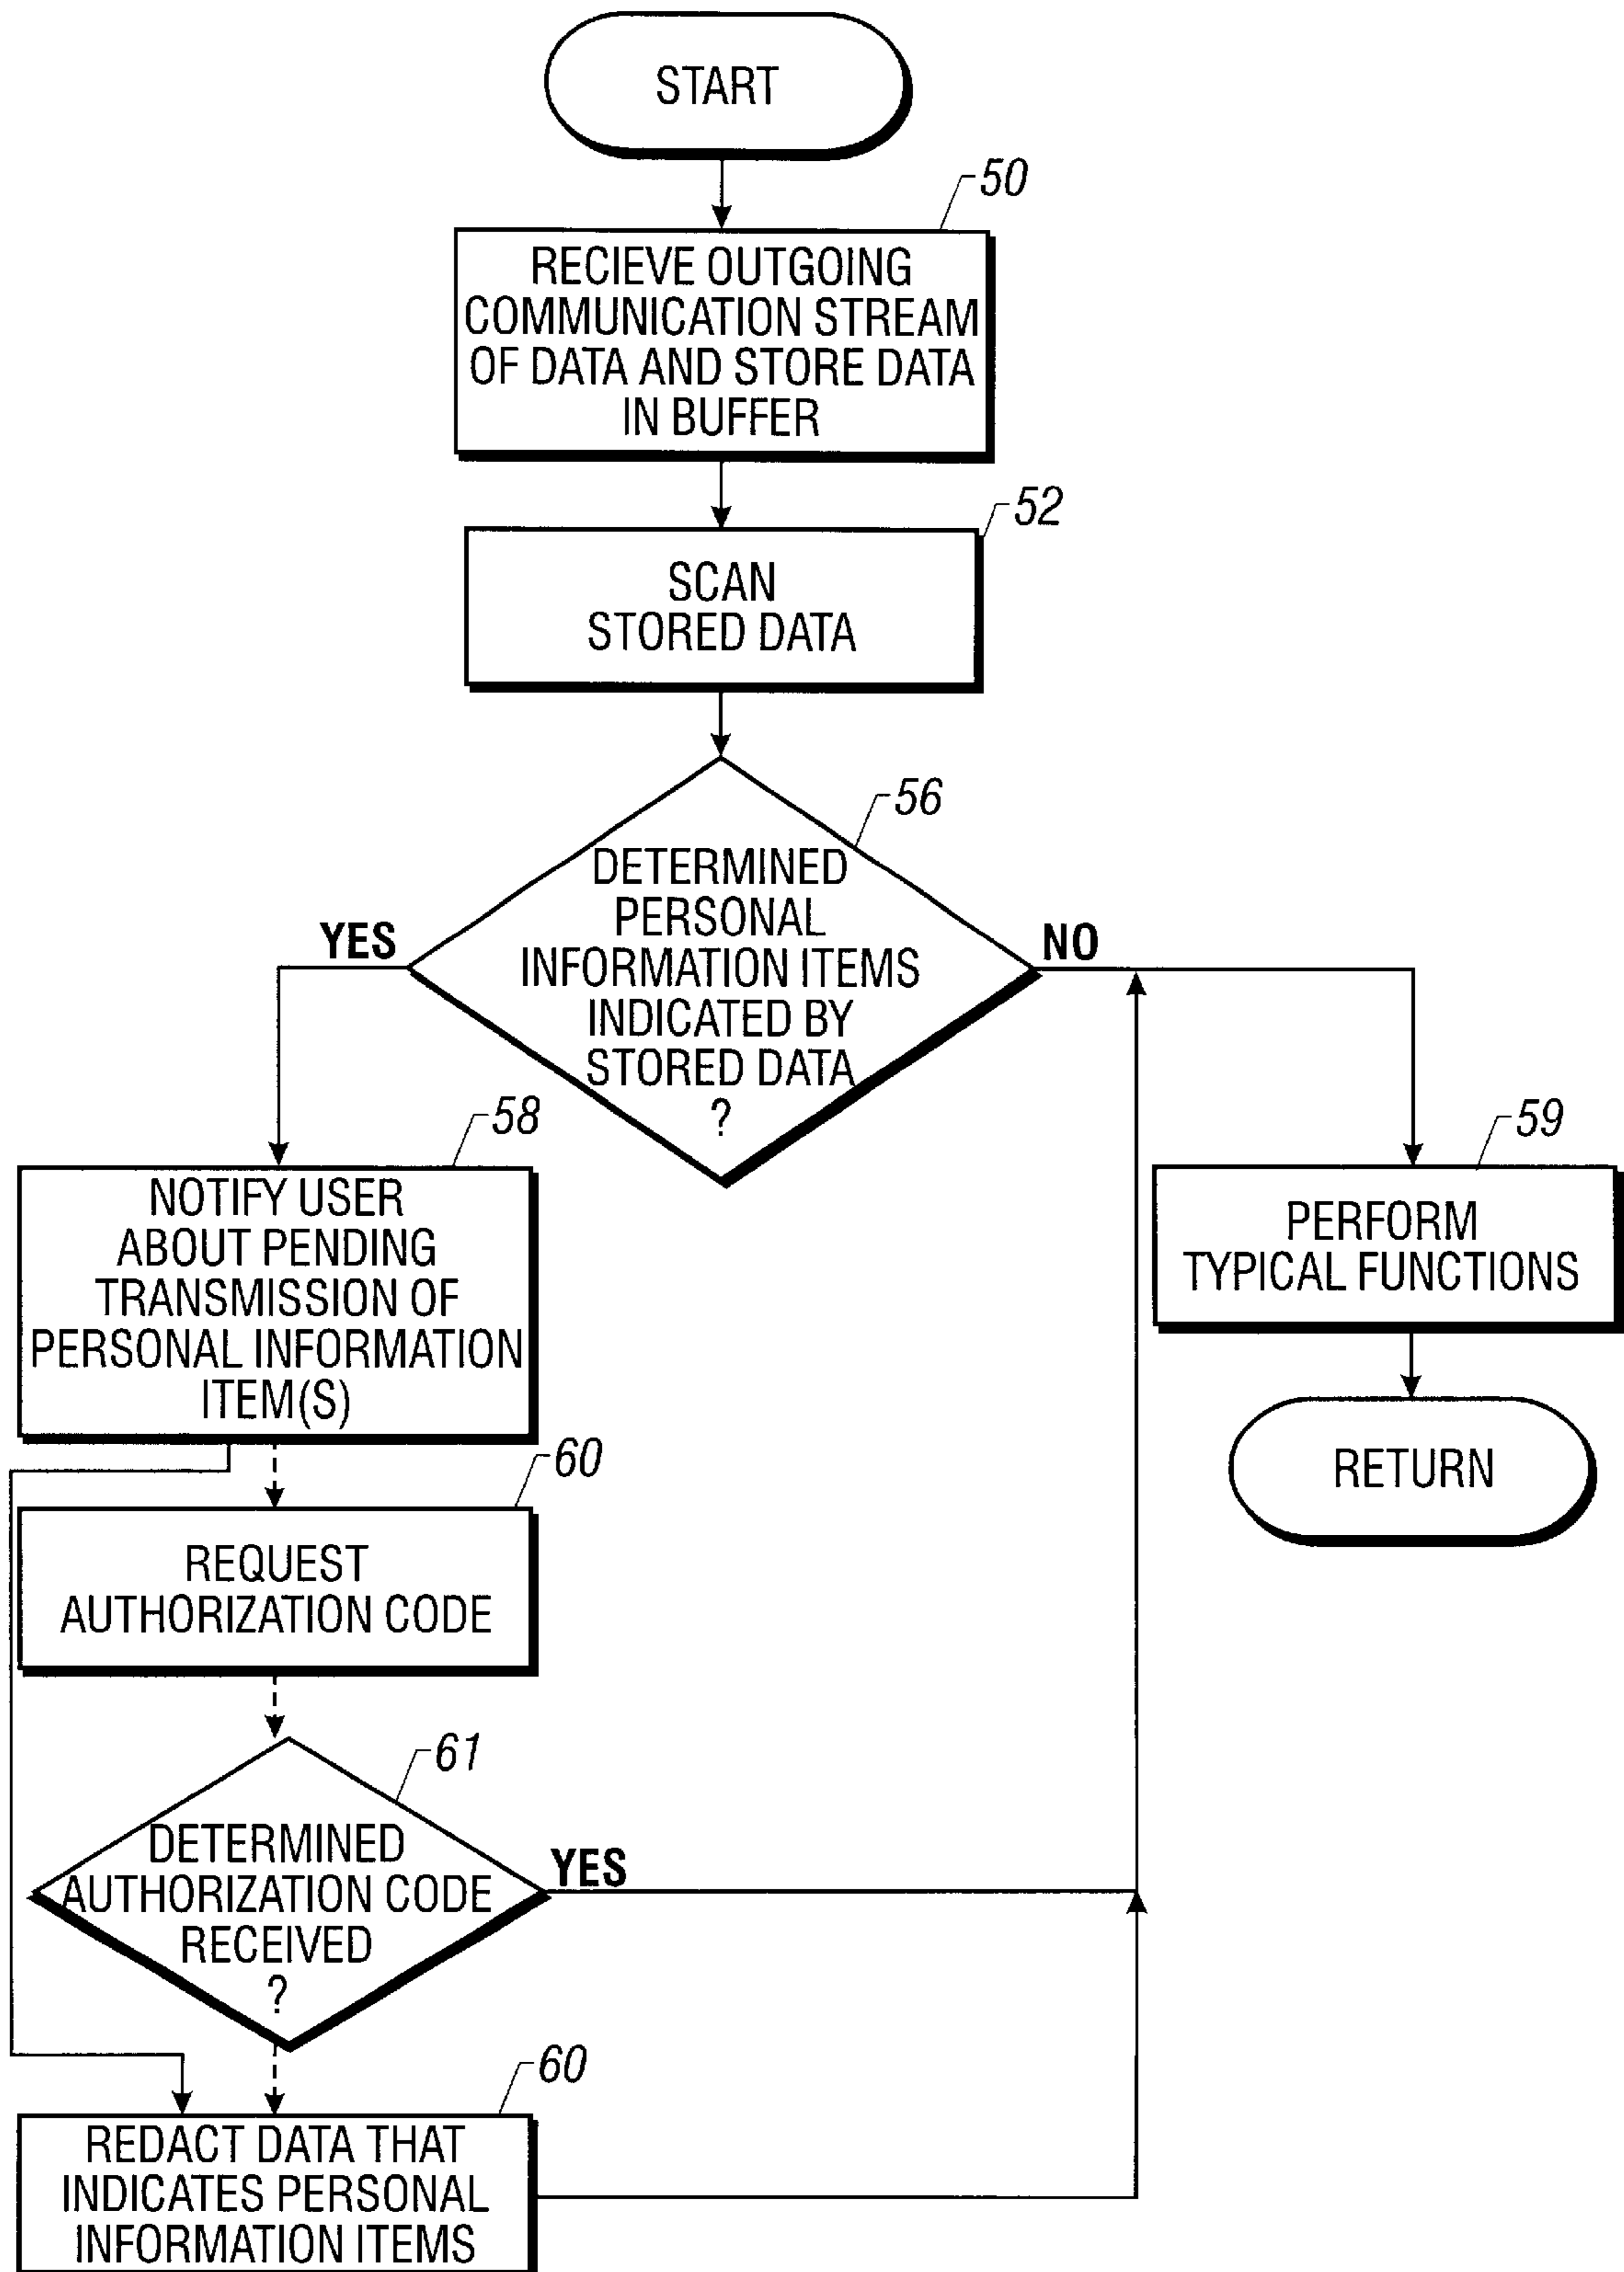 START
50
RECIEVE OUTGOING
COMMUNICATION STREAM
OF DATA AND STORE DATA
IN BUFFER
52
SCAN
STORED DATA
56
DETERMINED
PERSONAL
INFORMATION ITEMS
INDICATED BY
STORED DATA
?
YES
NO
58
NOTIFY USER
ABOUT PENDING
TRANSMISSION OF
PERSONAL INFORMATION
ITEM(S)
59
PERFORM
TYPICAL FUNCTIONS
RETURN
60
REQUEST
AUTHORIZATION CODE
61
DETERMINED
AUTHORIZATION CODE
RECEIVED
?
YES
60
REDACT DATA THAT
INDICATES PERSONAL
INFORMATION ITEMS